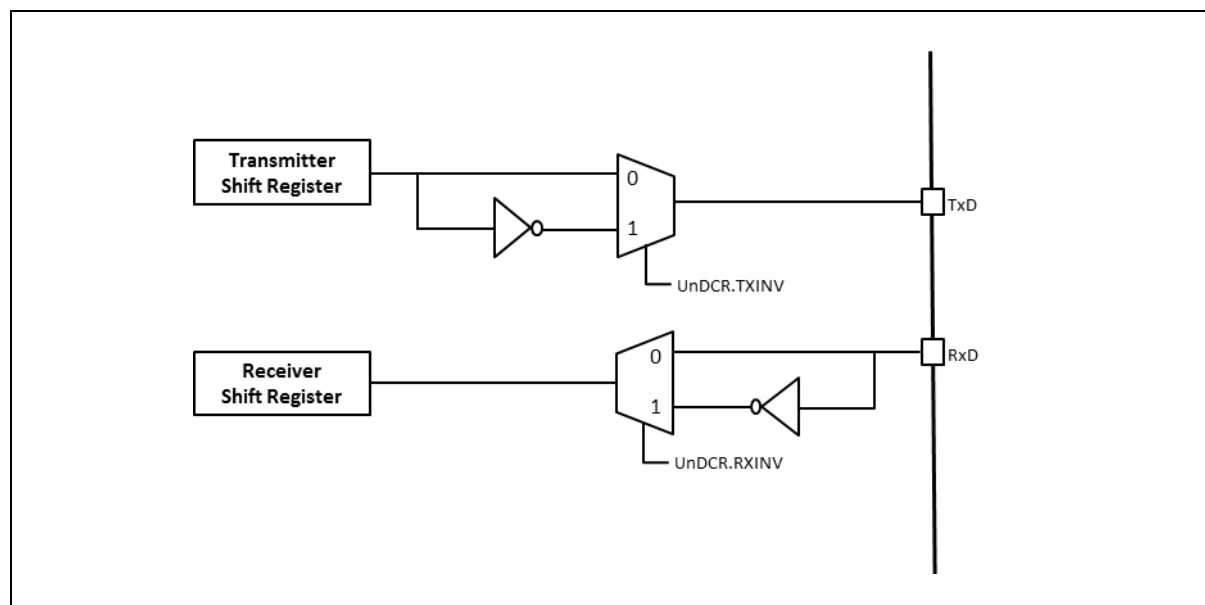 Transmitter
Shift Register
0
1
TxD
UnDCR.TXINV
Receiver
Shift Register
0
1
RxD
UnDCR.RXINV